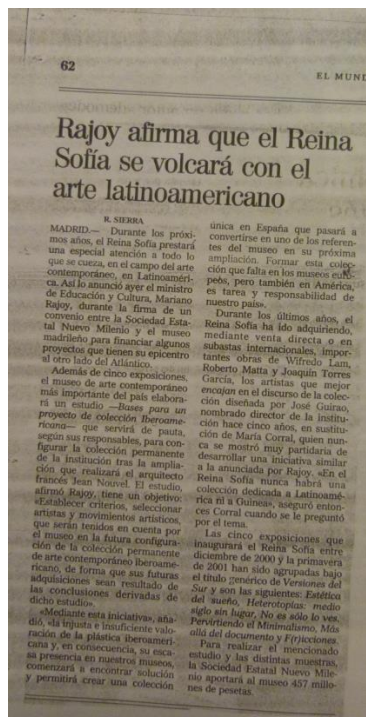 62
EL MUND
Rajoy afirma que el Reina
Sofía se volcará con el
arte latinoamericano
R. SIERRA
MADRID.— Durante los próxi-
mos años, el Reina Sofía prestará
una especial atención a todo lo
que se cueza, en el campo del arte
contemporáneo, en Latinoaméri-
ca. Así lo anunció ayer el ministro
de Educación y Cultura, Mariano
Rajoy, durante la firma de un
convenio entre la Sociedad Esta-
tal Nuevo Milenio y el museo
madrileño para financiar algunos
proyectos que tienen su epicentro
al otro lado del Atlántico.
Además de cinco exposiciones,
el museo de arte contemporáneo
más importante del país elabora-
rá un estudio —Bases para un
proyecto de colección Iberoame-
ricana— que servirá de pauta,
según sus responsables, para con-
figurar la colección permanente
de la institución tras la amplia-
ción que realizará el arquitecto
francés Jean Nouvel. El estudio,
afirmó Rajoy, tiene un objetivo:
«Establecer criterios, seleccionar
artistas y movimientos artísticos,
que serán tenidos en cuenta por
el museo en la futura configura-
ción de la colección permanente
de arte contemporáneo iberoame-
ricano, de forma que sus futuras
adquisiciones sean resultado de
las conclusiones derivadas de
dicho estudio».
«Mediante esta iniciativa», aña-
dió, «la injusta e insuficiente valo-
ración de la plástica iberoameri-
cana y, en consecuencia, su esca-
sa presencia en nuestros museos,
comenzará a encontrar solución
y permitirá crear una colección
única en España que pasará a
convertirse en uno de los referen-
tes del museo en su próxima
ampliación. Formar esta colec-
ción que falta en los museos euro-
peos, pero también en América,
es tarea y responsabilidad de
nuestro país».
Durante los últimos años, el
Reina Sofía ha ido adquiriendo,
mediante venta directa o en
subastas internacionales, impor-
tantes obras de Wifredo Lam,
Roberto Matta y Joaquín Torres
García, los artistas que mejor
encajan en el discurso de la colec-
ción diseñada por José Guirao,
nombrado director de la institu-
ción hace cinco años, en sustitu-
ción de María Corral, quien nun-
ca se mostró muy partidaria de
desarrollar una iniciativa similar
a la anunciada por Rajoy. «En el
Reina Sofía nunca habrá una
colección dedicada a Latinoamé-
rica ni a Guinea», aseguró enton-
ces Corral cuando se le preguntó
por el tema.
Las cinco exposiciones que
inaugurará el Reina Sofía entre
diciembre de 2000 y la primavera
de 2001 han sido agrupadas bajo
el título genérico de Versiones del
Sur y son las siguientes: Estética
del sueño, Heterotopías: medio
siglo sin lugar, No es sólo lo ves.
Pervirtiendo el Minimalismo, Más
allá del documento y F(r)icciones.
Para realizar el mencionado
estudio y las distintas muestras,
la Sociedad Estatal Nuevo Mile-
nio aportará al museo 457 millo-
nes de pesetas.